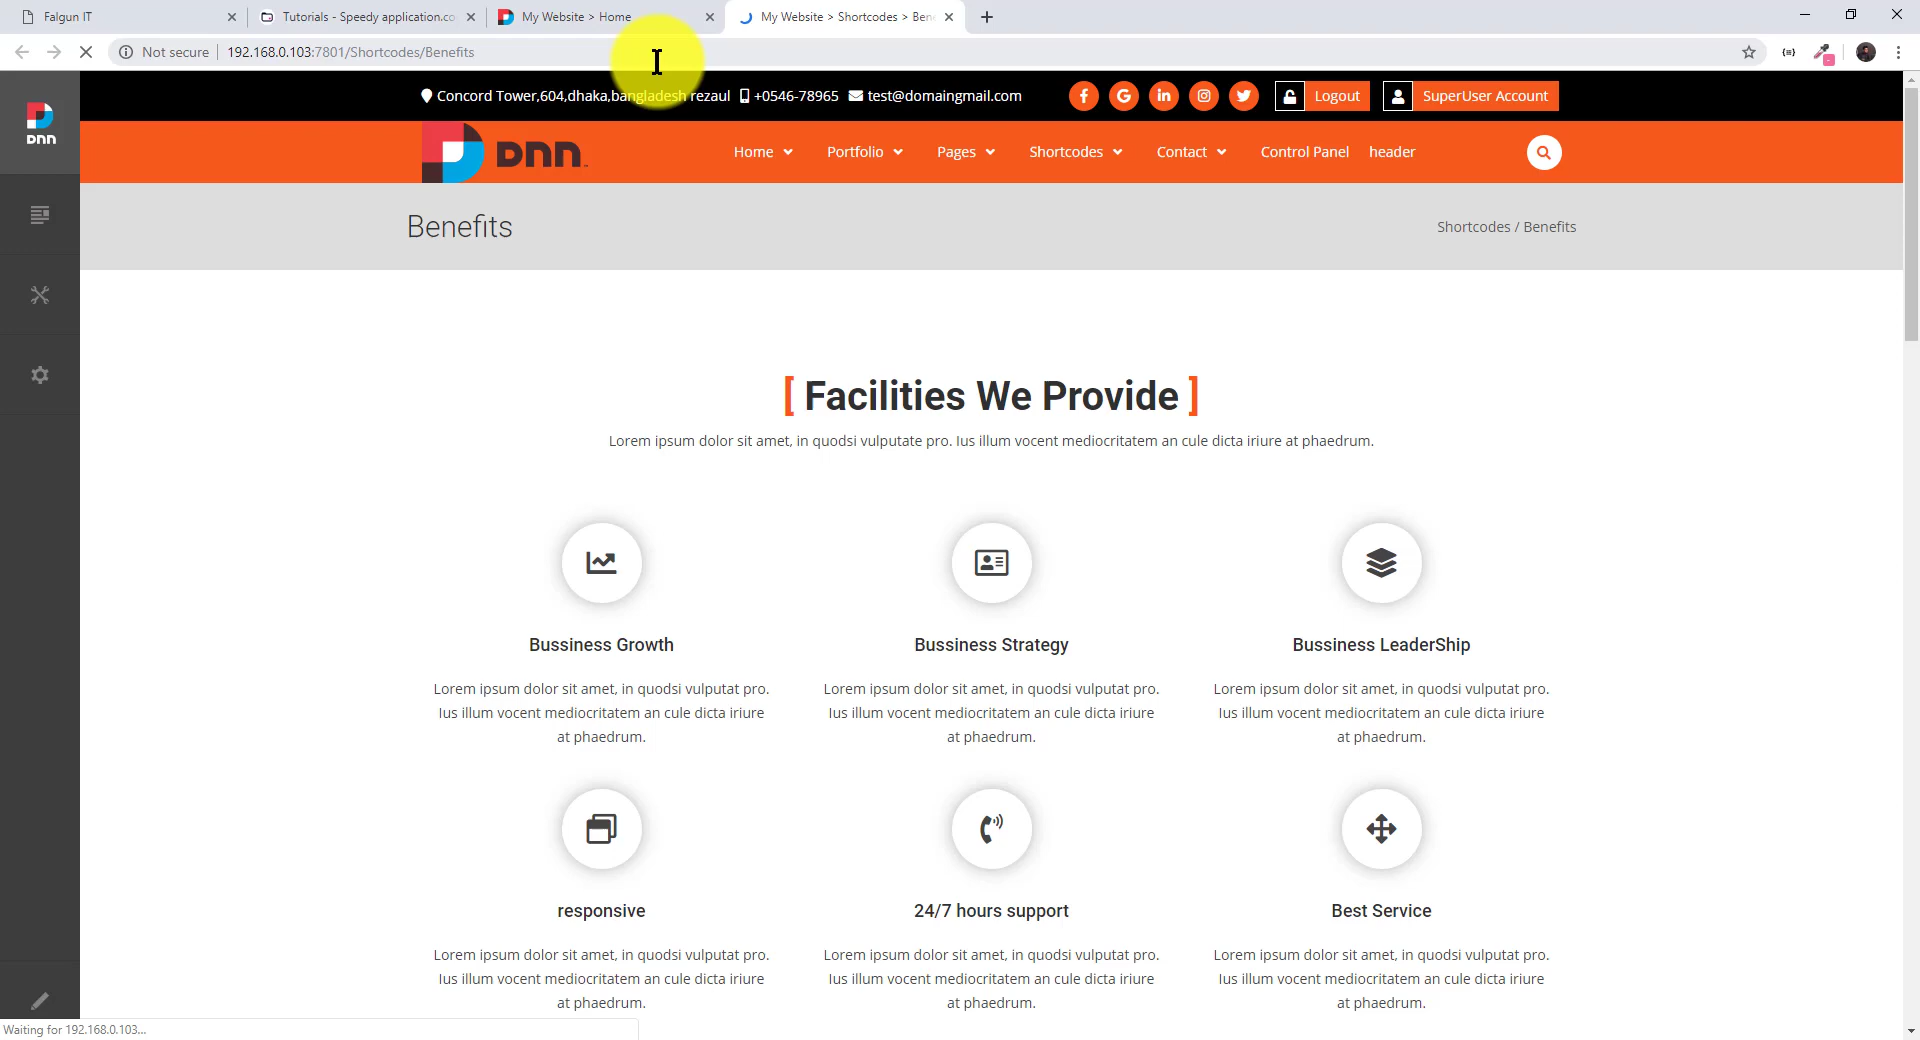 Falgun IT
Tutorials - Speedy application.co
My Website > Home
My Website > Shortcodes > Ben
Not secure
192.168.0.103:7801/Shortcodes/Benefits
Concord Tower,604,dhaka,bangladesh rezaul
+0546-78965
test@domaingmail.com
Logout
SuperUser Account
DNN
DNN
Home
Portfolio
Pages
Shortcodes
Contact
Control Panel
header
Benefits
Shortcodes / Benefits
[ Facilities We Provide ]
Lorem ipsum dolor sit amet, in quodsi vulputate pro. Ius illum vocent mediocritatem an cule dicta iriure at phaedrum.
Bussiness Growth
Lorem ipsum dolor sit amet, in quodsi vulputat pro.
Ius illum vocent mediocritatem an cule dicta iriure
at phaedrum.
Bussiness Strategy
Lorem ipsum dolor sit amet, in quodsi vulputat pro.
Ius illum vocent mediocritatem an cule dicta iriure
at phaedrum.
Bussiness LeaderShip
Lorem ipsum dolor sit amet, in quodsi vulputat pro.
Ius illum vocent mediocritatem an cule dicta iriure
at phaedrum.
responsive
Lorem ipsum dolor sit amet, in quodsi vulputat pro.
Ius illum vocent mediocritatem an cule dicta iriure
at phaedrum.
24/7 hours support
Lorem ipsum dolor sit amet, in quodsi vulputat pro.
Ius illum vocent mediocritatem an cule dicta iriure
at phaedrum.
Best Service
Lorem ipsum dolor sit amet, in quodsi vulputat pro.
Ius illum vocent mediocritatem an cule dicta iriure
at phaedrum.
Waiting for 192.168.0.103...